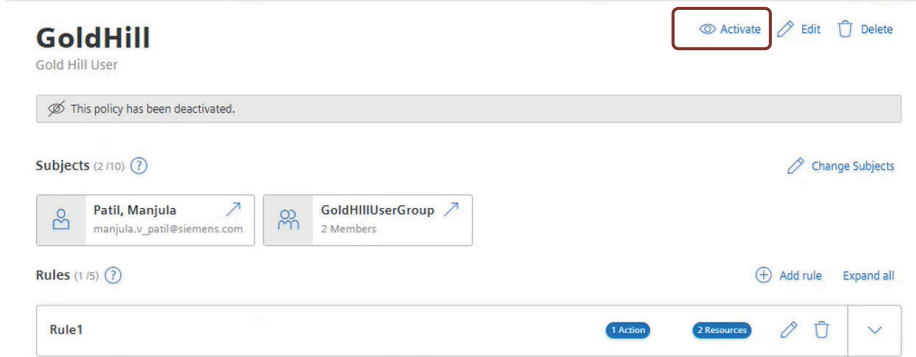 GoldHill
Activate Edit Delete
Gold Hill User
This policy has been deactivated.
Subjects (2 /10) ?
Change Subjects
Patil, Manjula
manjula.v_patil@siemens.com
GoldHIllUserGroup
2 Members
Rules (1 /5) ?
Add rule Expand all
Rule1 1 Action 2 Resources